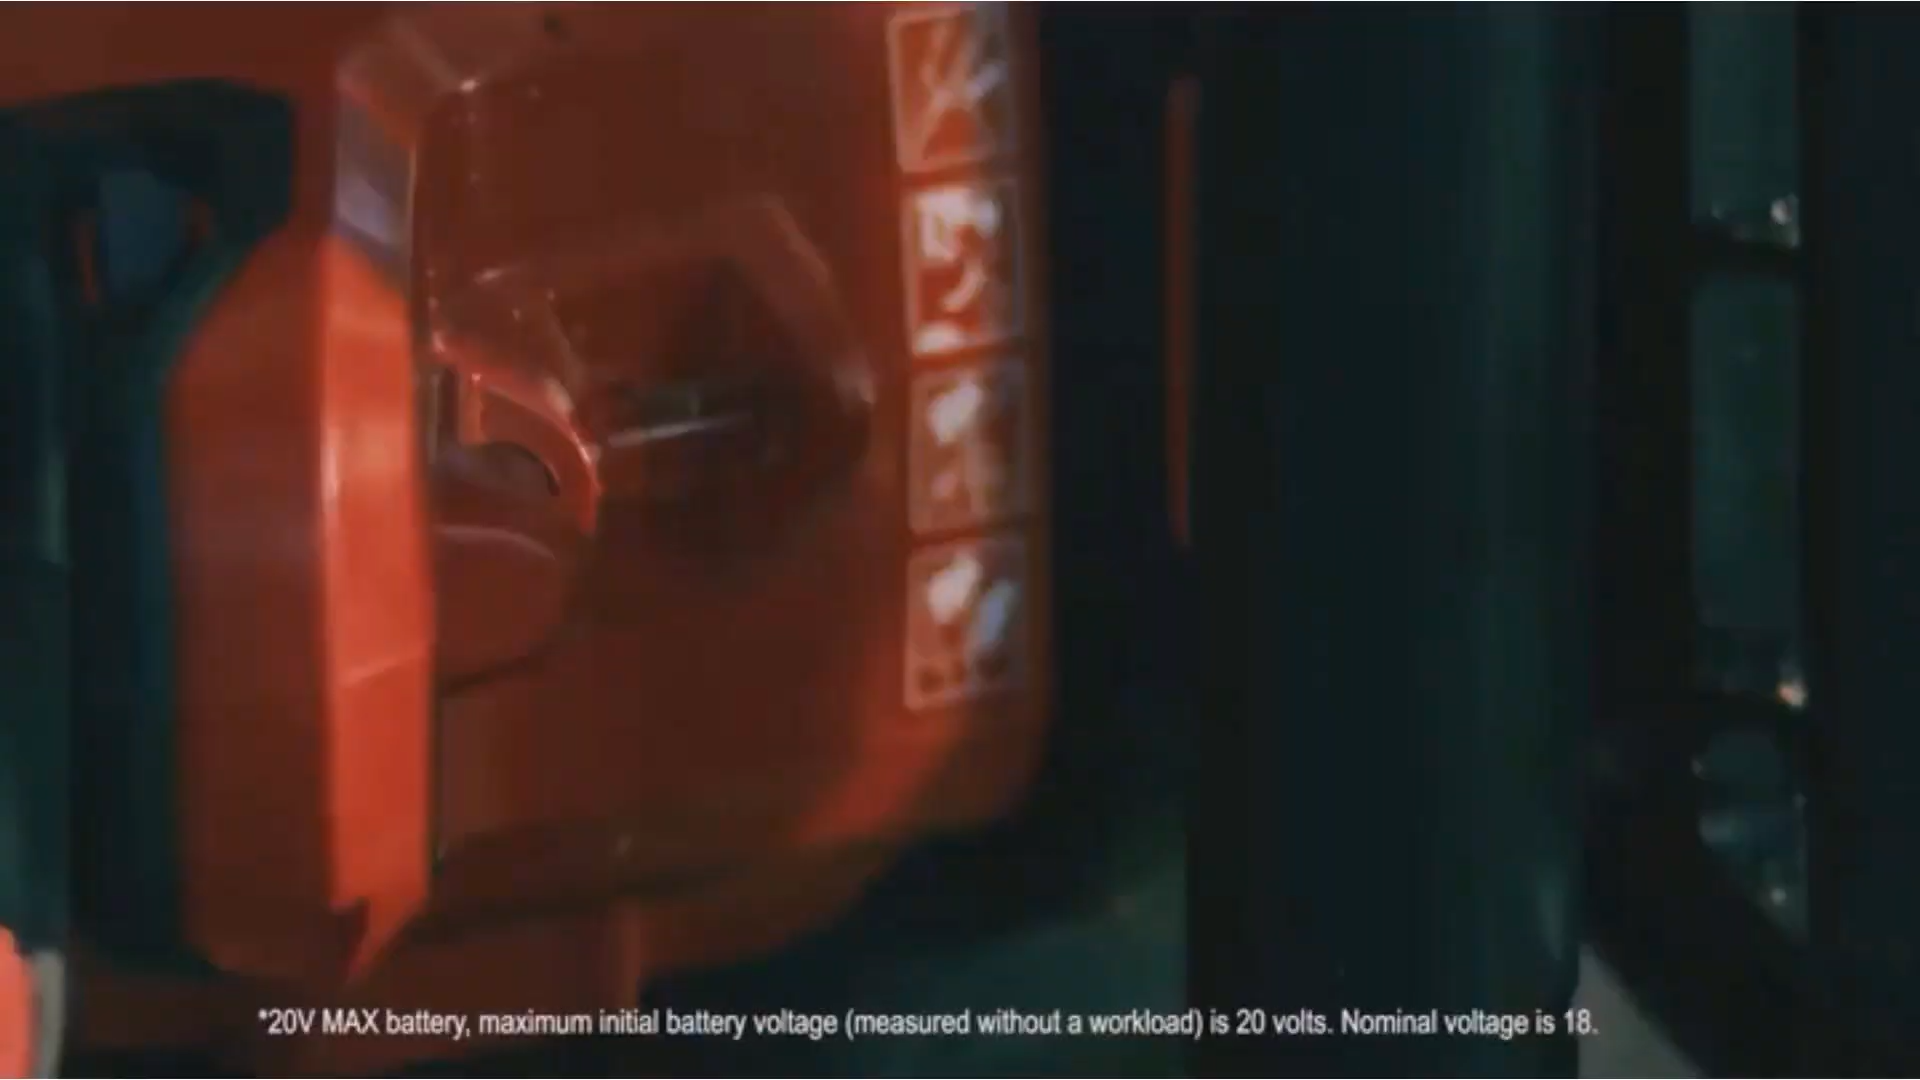 *20V MAX battery, maximum initial battery voltage (measured without a workload) is 20 volts. Nominal voltage is 18.